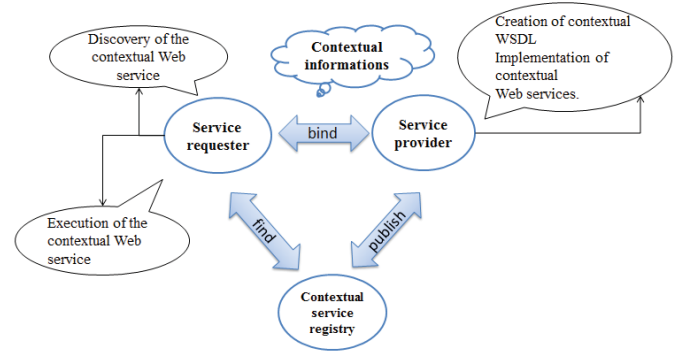 Discovery of the
contextual Web
service
Contextual
informations
Creation of contextual
WSDL
Implementation of
contextual
Web services.
Service
requester
bind
Service
provider
Execution of the
contextual Web
service
find
publish
Contextual
service
registry